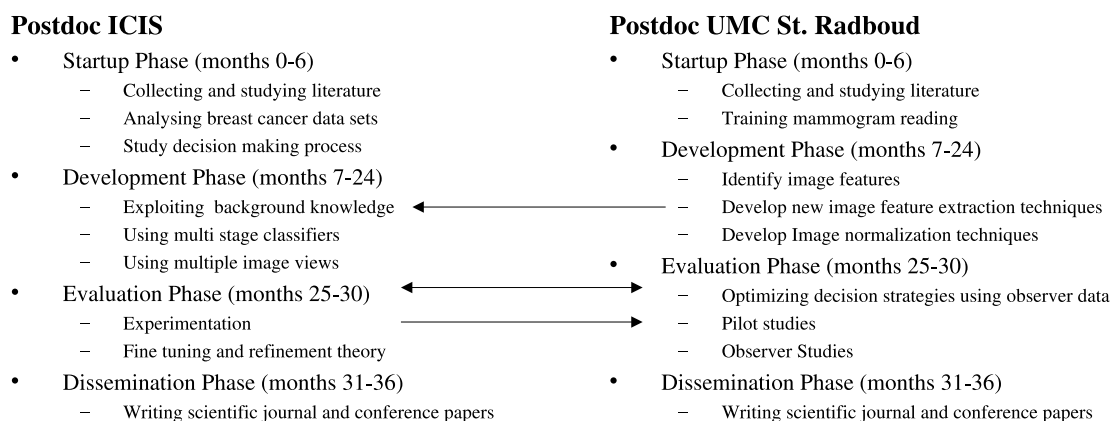 Postdoc ICIS
• Startup Phase (months 0-6)
– Collecting and studying literature
– Analysing breast cancer data sets
– Study decision making process
• Development Phase (months 7-24)
– Exploiting background knowledge
– Using multi stage classifiers
– Using multiple image views
• Evaluation Phase (months 25-30)
– Experimentation
– Fine tuning and refinement theory
• Dissemination Phase (months 31-36)
– Writing scientific journal and conference papers
Postdoc UMC St. Radboud
• Startup Phase (months 0-6)
– Collecting and studying literature
– Training mammogram reading
• Development Phase (months 7-24)
– Identify image features
– Develop new image feature extraction techniques
– Develop Image normalization techniques
• Evaluation Phase (months 25-30)
– Optimizing decision strategies using observer data
– Pilot studies
– Observer Studies
• Dissemination Phase (months 31-36)
– Writing scientific journal and conference papers